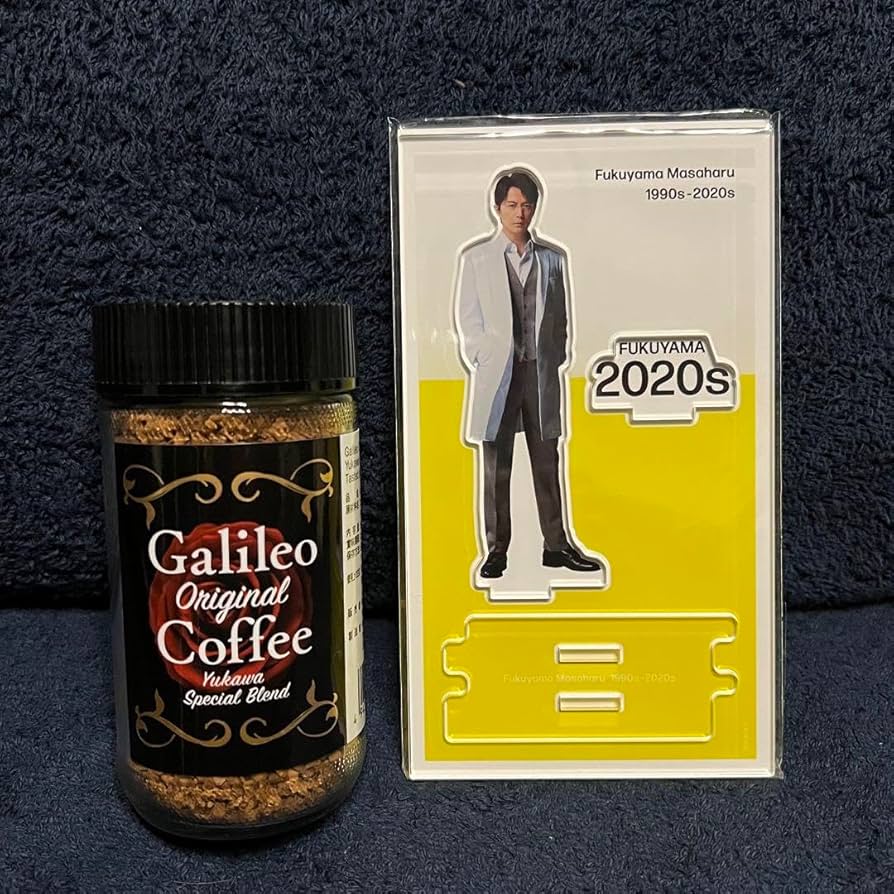 Galileo
Original
Coffee
Yukawa
Special Blend
Fukuyama Masaharu
1990s-2020s
FUKUYAMA
2020s
Fukuyama Masaharu 1990s-2020s